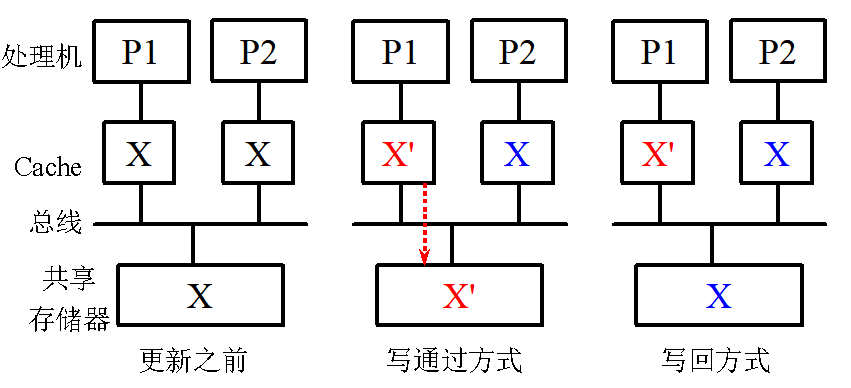 处理机 P1 P2 P1 P2 P1 P2
Cache X X X' X X' X
总线
共享
存储器 X X' X
更新之前 写通过方式 写回方式